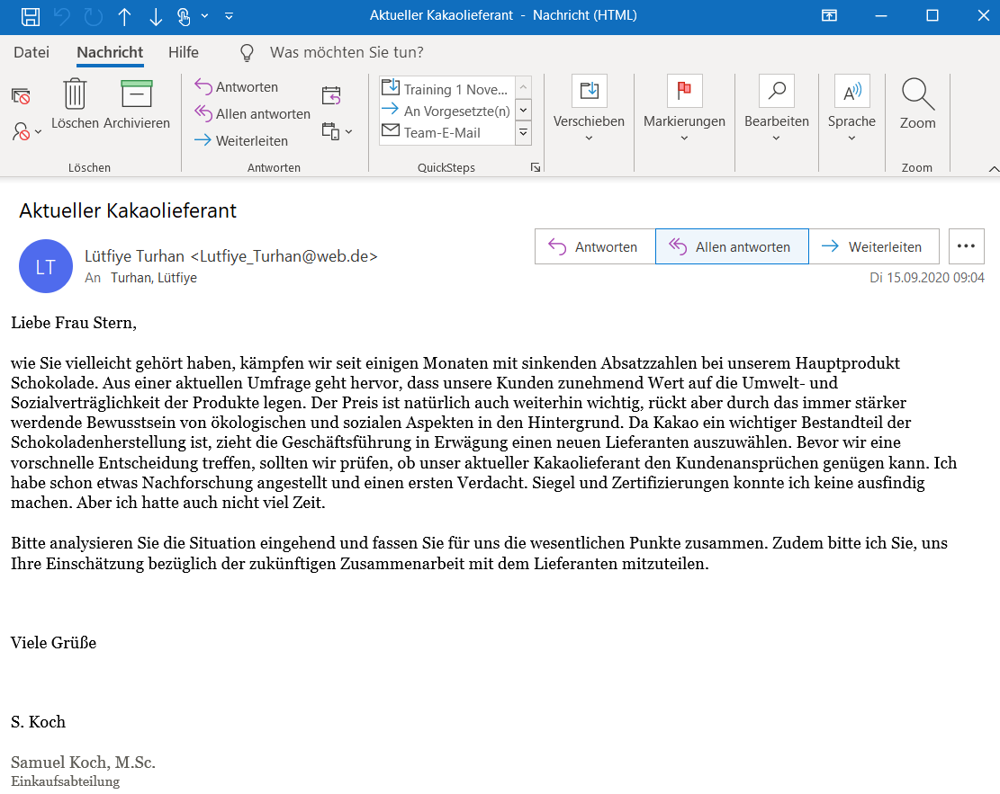 Aktueller Kakaolieferant - Nachricht (HTML)
Datei Nachricht Hilfe Was möchten Sie tun?
Löschen Archivieren
Löschen
Antworten
Allen antworten
Weiterleiten
Antworten
Training 1 Nove...
An Vorgesetzte(n)
Team-E-Mail
QuickSteps
Verschieben
Markierungen
Bearbeiten
Sprache
Zoom
Zoom
Aktueller Kakaolieferant
LT
Lütfiye Turhan <Lutfiye_Turhan@web.de>
An Turhan, Lütfiye
Antworten Allen antworten Weiterleiten
Di 15.09.2020 09:04
Liebe Frau Stern,
wie Sie vielleicht gehört haben, kämpfen wir seit einigen Monaten mit sinkenden Absatzzahlen bei unserem Hauptprodukt
Schokolade. Aus einer aktuellen Umfrage geht hervor, dass unsere Kunden zunehmend Wert auf die Umwelt- und
Sozialverträglichkeit der Produkte legen. Der Preis ist natürlich auch weiterhin wichtig, rückt aber durch das immer stärker
werdende Bewusstsein von ökologischen und sozialen Aspekten in den Hintergrund. Da Kakao ein wichtiger Bestandteil der
Schokoladenherstellung ist, zieht die Geschäftsführung in Erwägung einen neuen Lieferanten auszuwählen. Bevor wir eine
vorschnelle Entscheidung treffen, sollten wir prüfen, ob unser aktueller Kakaolieferant den Kundenansprüchen genügen kann. Ich
habe schon etwas Nachforschung angestellt und einen ersten Verdacht. Siegel und Zertifizierungen konnte ich keine ausfindig
machen. Aber ich hatte auch nicht viel Zeit.
Bitte analysieren Sie die Situation eingehend und fassen Sie für uns die wesentlichen Punkte zusammen. Zudem bitte ich Sie, uns
Ihre Einschätzung bezüglich der zukünftigen Zusammenarbeit mit dem Lieferanten mitzuteilen.
Viele Grüße
S. Koch
Samuel Koch, M.Sc.
Einkaufsabteilung